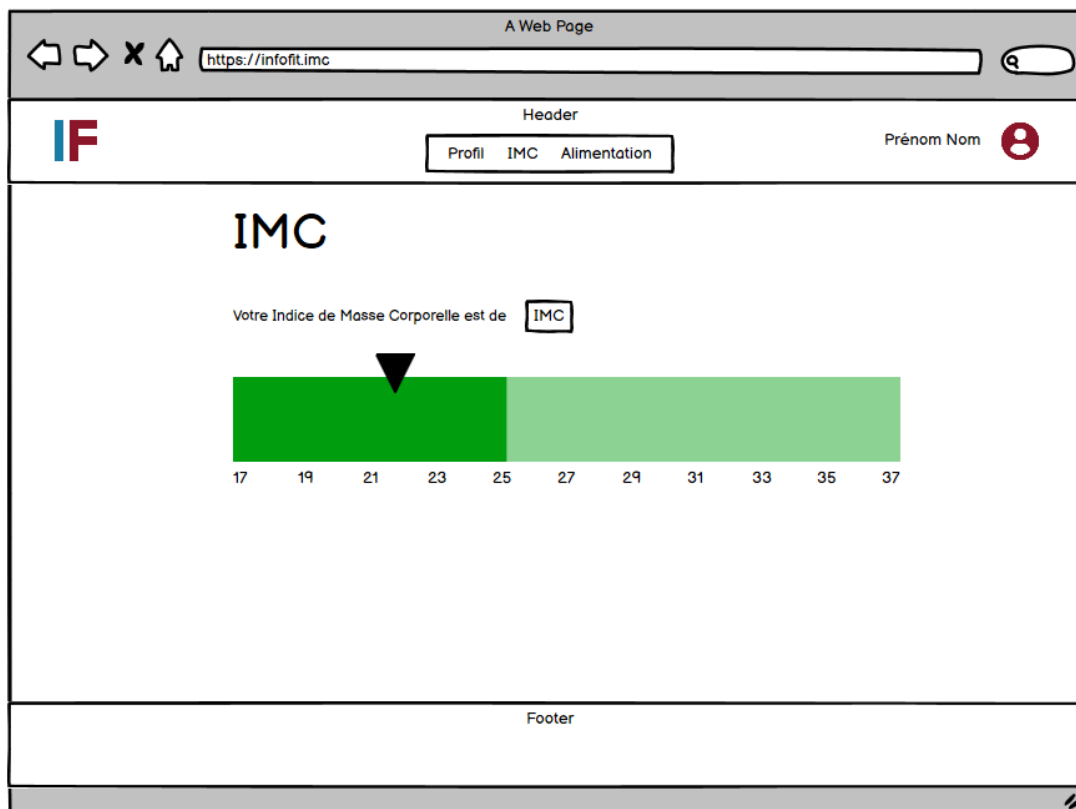 A Web Page
https://infofit.imc
Header
IF
Profil IMC Alimentation
Prénom Nom
IMC
Votre Indice de Masse Corporelle est de IMC
17 19 21 23 25 27 29 31 33 35 37
Footer